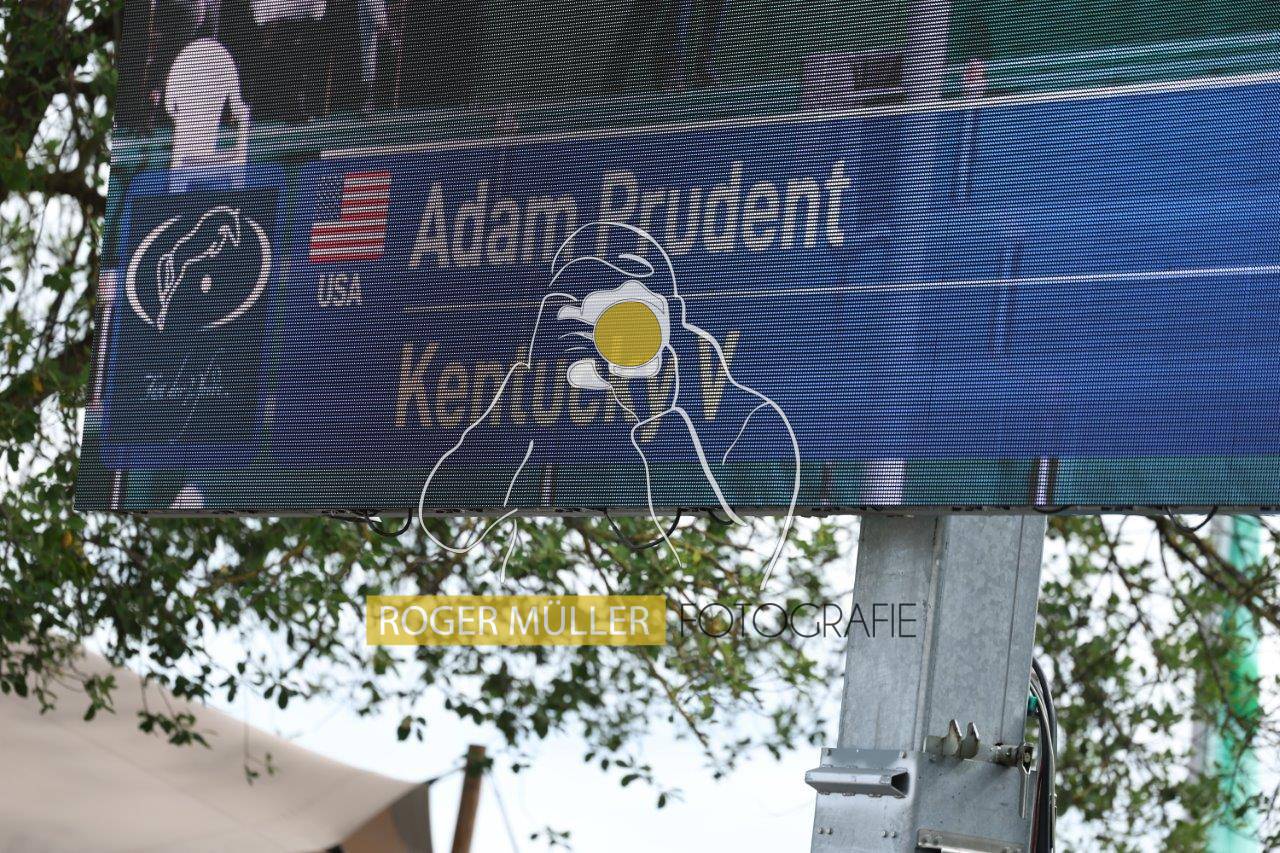 Adam Prudent
USA
Kentucky V
ROGER MÜLLER FOTOGRAFIE